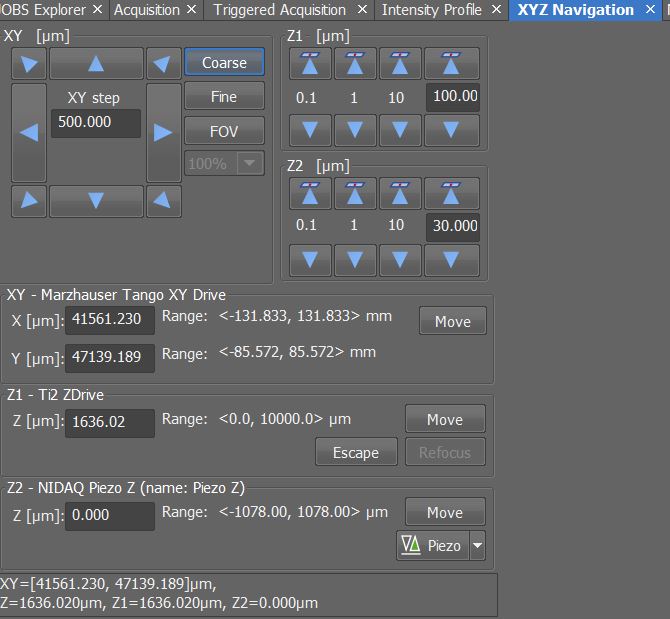 JOBS Explorer × Acquisition × Triggered Acquisition × Intensity Profile × XYZ Navigation ×
XY [µm]
Coarse
XY step
500.000
Fine
FOV
100%
Z1 [µm]
0.1 1 10 100.00
Z2 [µm]
0.1 1 10 30.000
XY - Marzhauser Tango XY Drive
X [µm]: 41561.230 Range: <-131.833, 131.833> mm Move
Y [µm]: 47139.189 Range: <-85.572, 85.572> mm
Z1 - Ti2 ZDrive
Z [µm]: 1636.02 Range: <0.0, 10000.0> µm Move
Escape Refocus
Z2 - NIDAQ Piezo Z (name: Piezo Z)
Z [µm]: 0.000 Range: <-1078.00, 1078.00> µm Move
Piezo
XY=[41561.230, 47139.189]µm,
Z=1636.020µm, Z1=1636.020µm, Z2=0.000µm